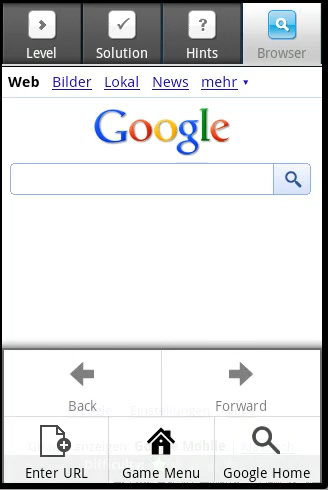 Level Solution Hints Browser
Web Bilder Lokal News mehr ▼
Google
Back Forward
Enter URL Game Menu Google Home